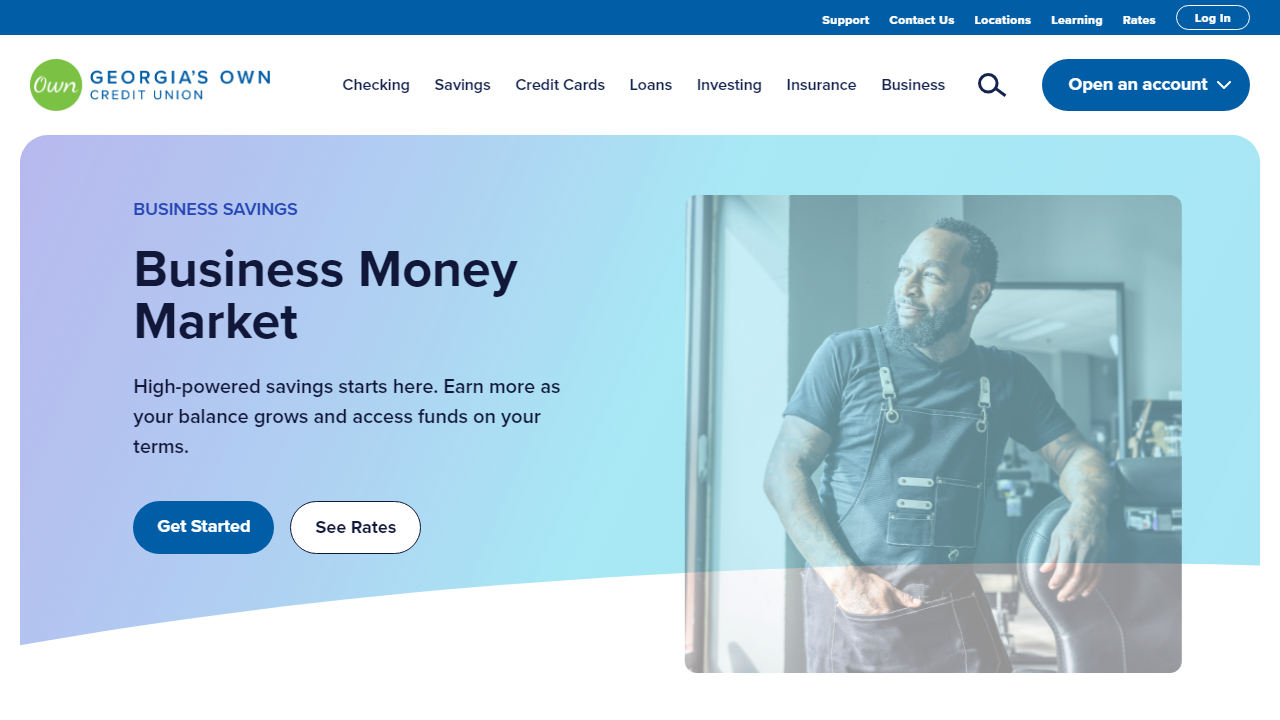 Support Contact Us Locations Learning Rates Log In
Own GEORGIA'S OWN
CREDIT UNION
Checking Savings Credit Cards Loans Investing Insurance Business Open an account
BUSINESS SAVINGS
Business Money
Market
High-powered savings starts here. Earn more as
your balance grows and access funds on your
terms.
Get Started See Rates